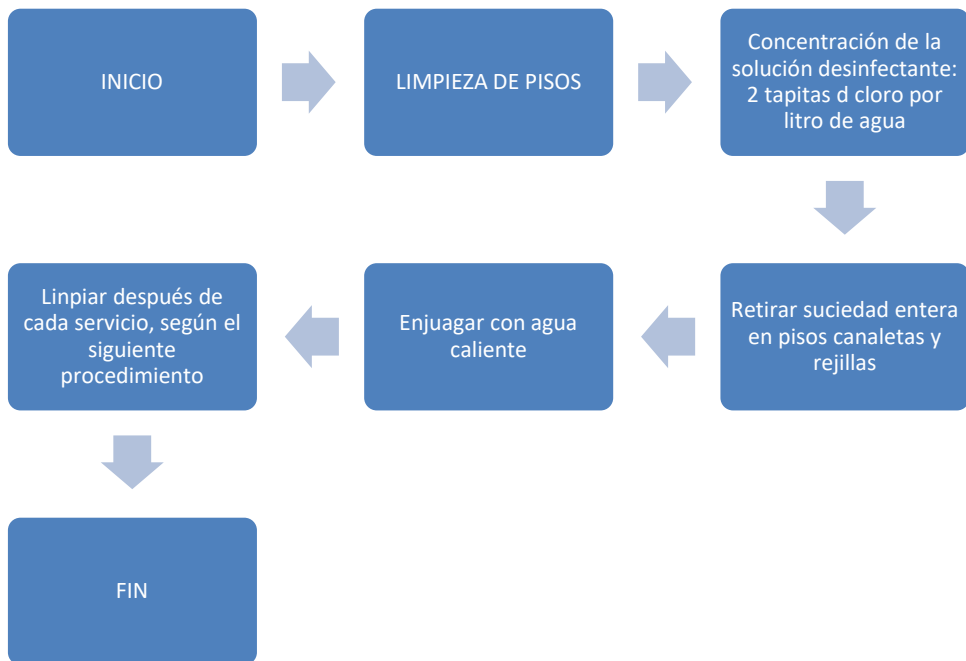 INICIO
LIMPIEZA DE PISOS
Concentración de la
solución desinfectante:
2 tapitas d cloro por
litro de agua
Retirar suciedad entera
en pisos canaletas y
rejillas
Enjuagar con agua
caliente
Linpiar después de
cada servicio, según el
siguiente
procedimiento
FIN